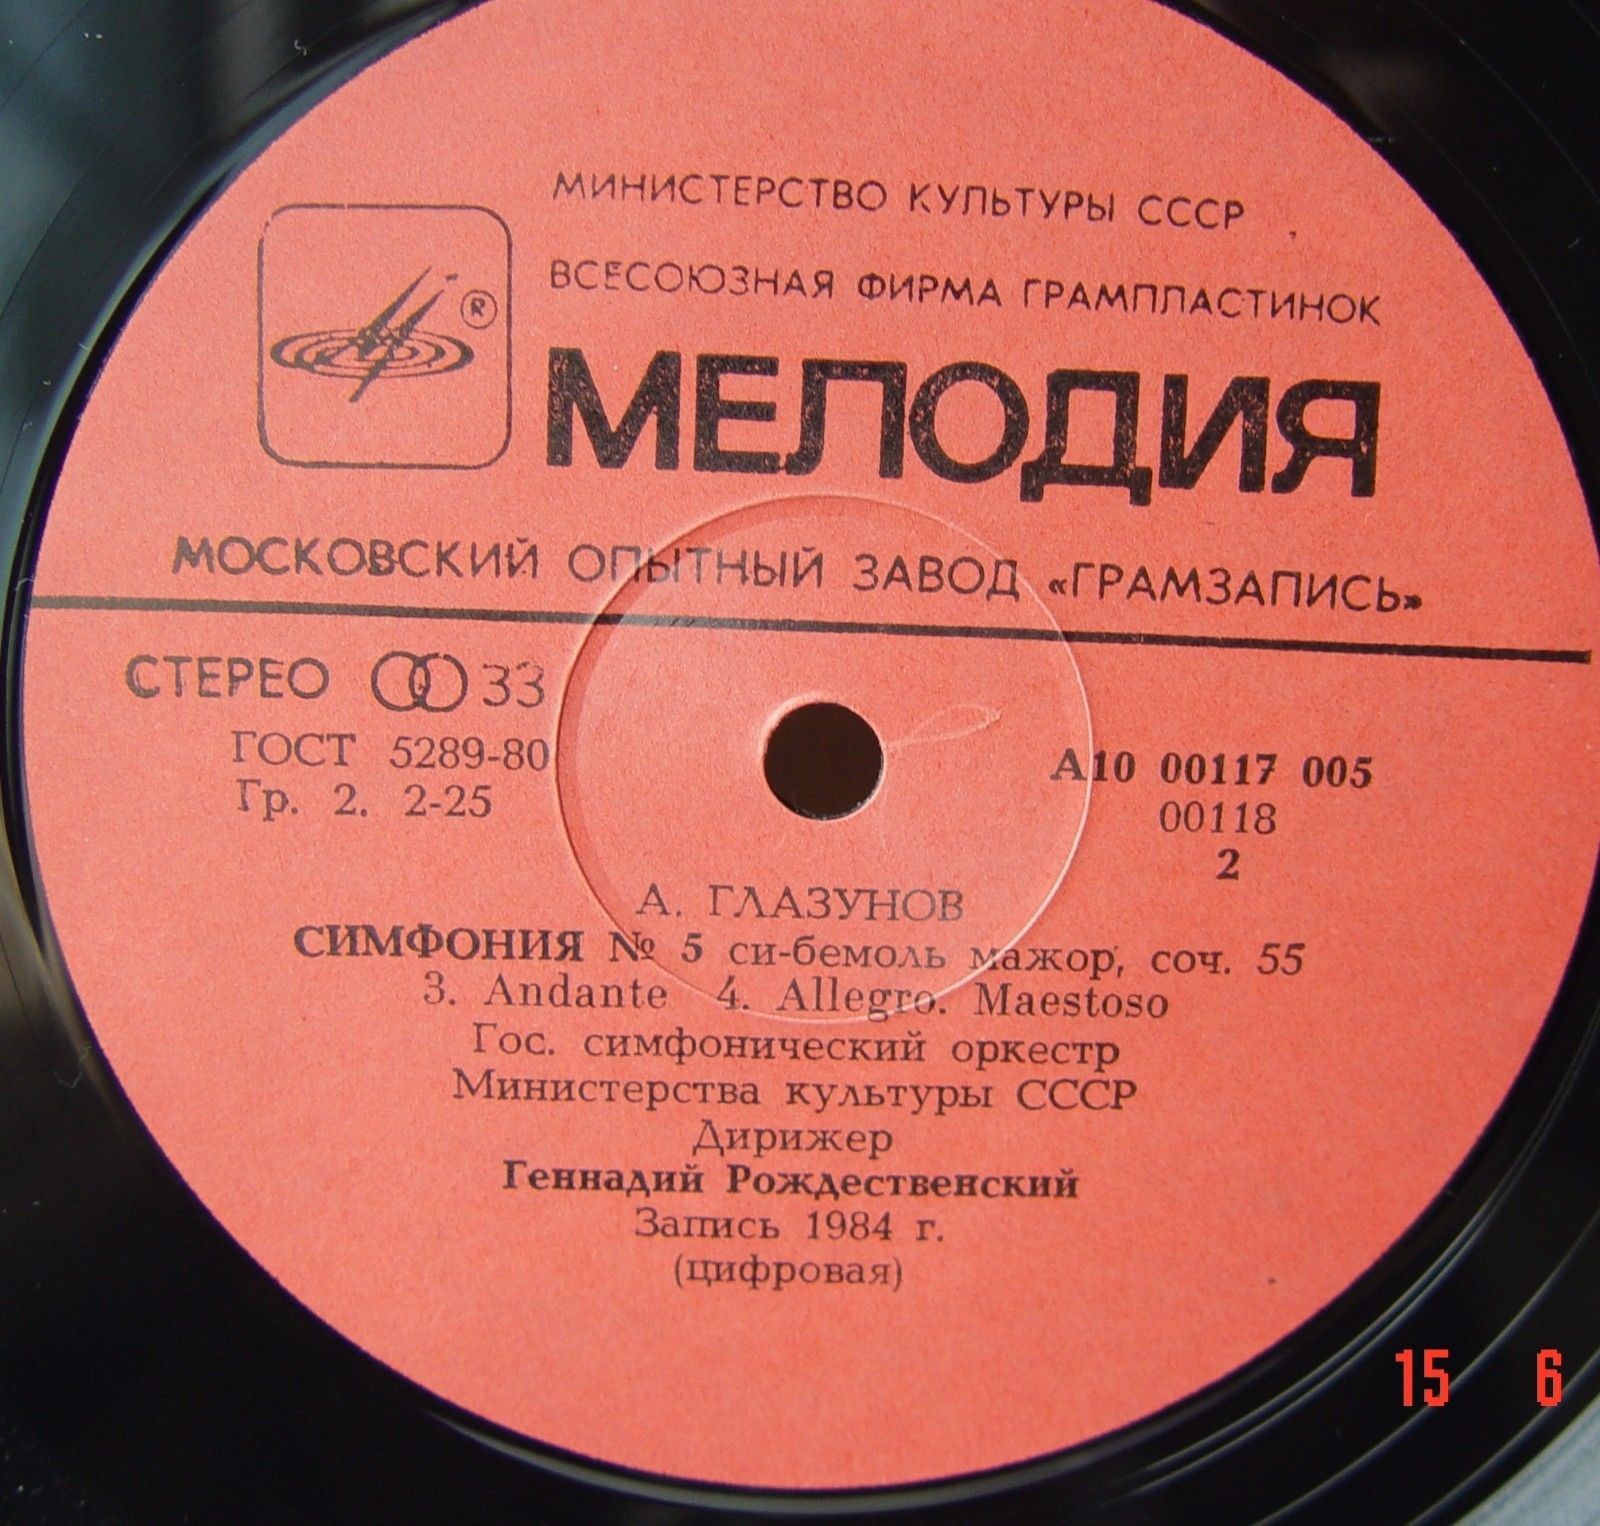 МИНИСТЕРСТВО КУЛЬТУРЫ СССР
ВСЕСОЮЗНАЯ ФИРМА ГРАМПЛАСТИНОК
®
МЕЛОДИЯ
МОСКОВСКИЙ ОПЫТНЫЙ ЗАВОД «ГРАМЗАПИСЬ»
СТЕРЕО 33
ГОСТ 5289-80
Гр. 2. 2-25
А10 00117 005
00118
2
А. ГЛАЗУНОВ
СИМФОНИЯ № 5 си-бемоль мажор, соч. 55
3. Andante 4. Allegro. Maestoso
Гос. симфонический оркестр
Министерства культуры СССР
Дирижер
Геннадий Рождественский
Запись 1984 г.
(цифровая)
15 6